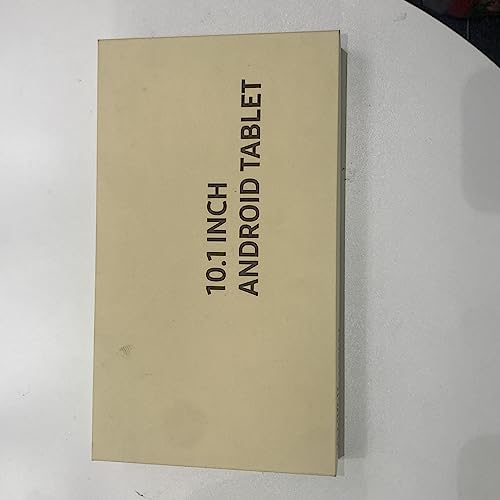 10.1 INCH
ANDROID TABLET